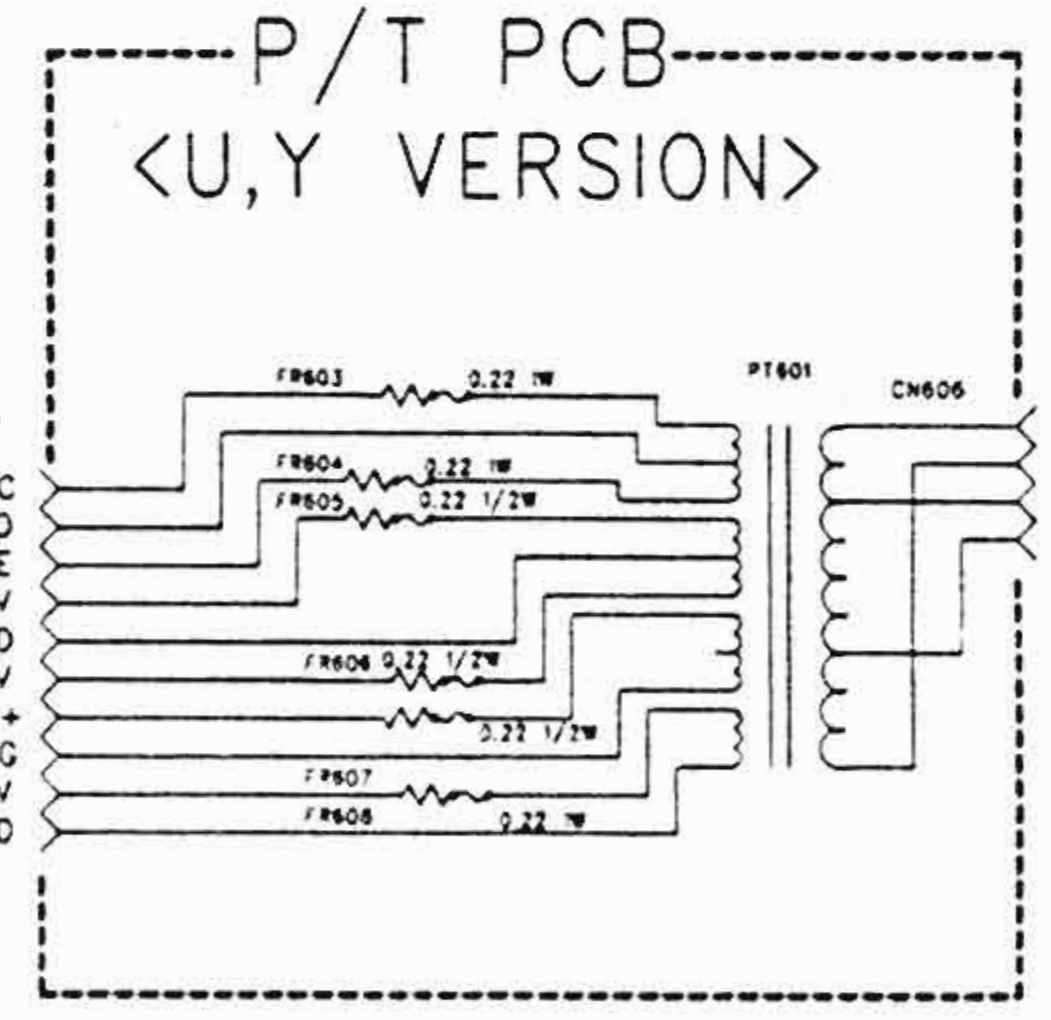 P/T PCB
<U,Y VERSION>
FR603 0.22 1W
PT601
CN606
FR604 0.22 1W
FR605 0.22 1/2W
FR606 0.22 1/2W
0.22 1/2W
FR607
FR608 0.22 1W
C
O
V
O
V
+
G
V
O